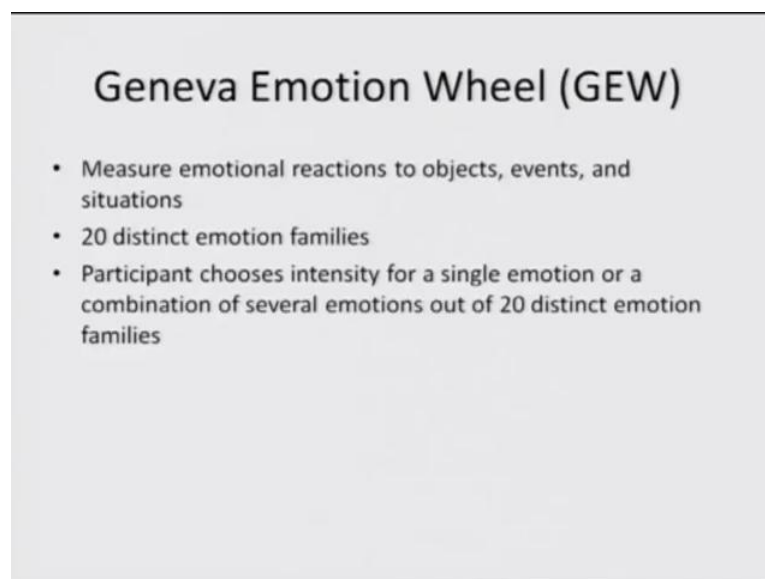 Geneva Emotion Wheel (GEW)
• Measure emotional reactions to objects, events, and
situations
• 20 distinct emotion families
• Participant chooses intensity for a single emotion or a
combination of several emotions out of 20 distinct emotion
families